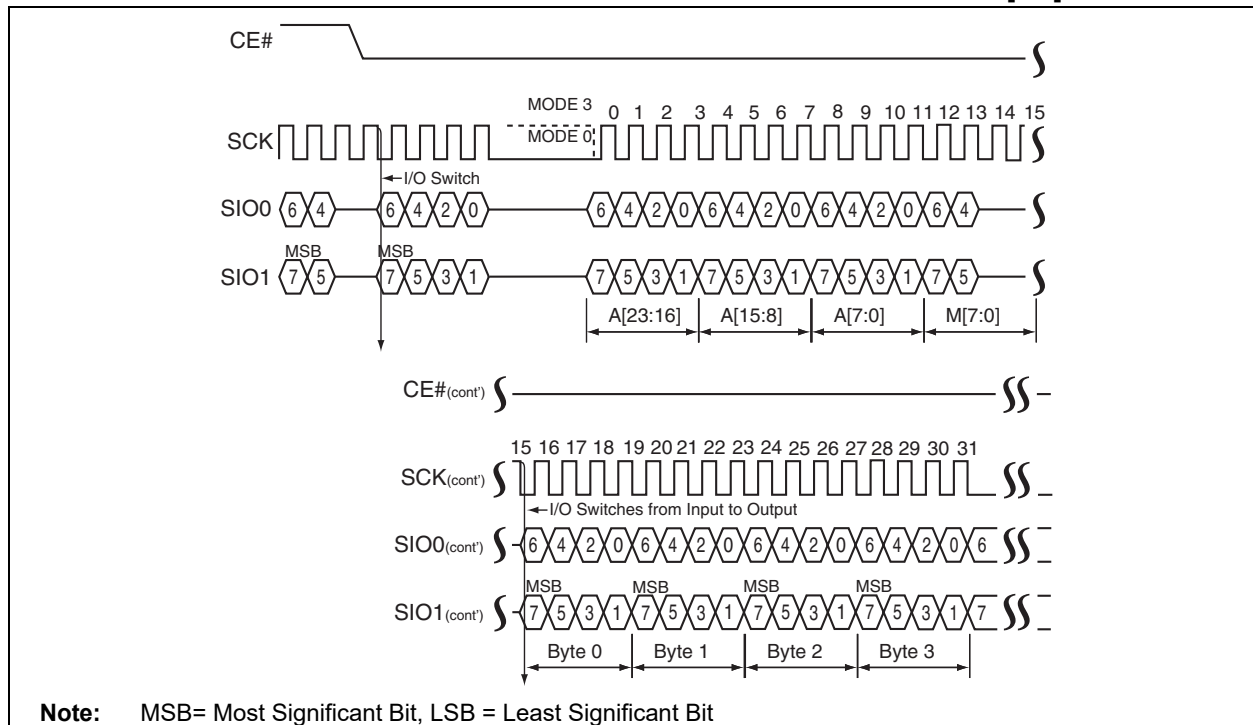 CE#
MODE 3
0 1 2 3 4 5 6 7 8 9 10 11 12 13 14 15
SCK
MODE 0
I/O Switch
SIO0 6 4 6 4 2 0 6 4 2 0 6 4 2 0 6 4 2 0 6 4
MSB MSB
SIO1 7 5 7 5 3 1 7 5 3 1 7 5 3 1 7 5 3 1 7 5
A[23:16] A[15:8] A[7:0] M[7:0]
CE#(cont')
15 16 17 18 19 20 21 22 23 24 25 26 27 28 29 30 31
SCK(cont')
I/O Switches from Input to Output
SIO0(cont') 6 4 2 0 6 4 2 0 6 4 2 0 6 4 2 0 6
MSB MSB MSB MSB
SIO1(cont') 7 5 3 1 7 5 3 1 7 5 3 1 7 5 3 1 7
Byte 0 Byte 1 Byte 2 Byte 3
Note: MSB= Most Significant Bit, LSB = Least Significant Bit